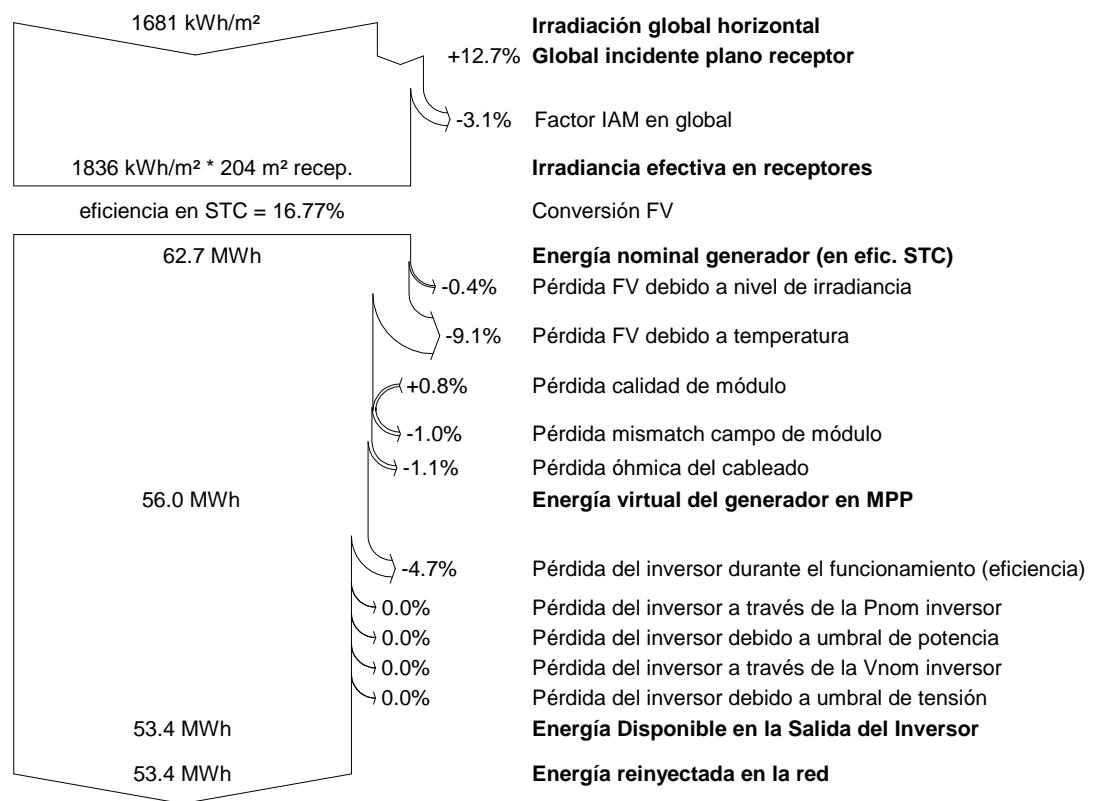 1681 kWh/m² Irradiación global horizontal
+12.7% Global incidente plano receptor
-3.1% Factor IAM en global
1836 kWh/m² * 204 m² recep. Irradiancia efectiva en receptores
eficiencia en STC = 16.77% Conversión FV
62.7 MWh Energía nominal generador (en efic. STC)
-0.4% Pérdida FV debido a nivel de irradiancia
-9.1% Pérdida FV debido a temperatura
+0.8% Pérdida calidad de módulo
-1.0% Pérdida mismatch campo de módulo
-1.1% Pérdida óhmica del cableado
56.0 MWh Energía virtual del generador en MPP
-4.7% Pérdida del inversor durante el funcionamiento (eficiencia)
0.0% Pérdida del inversor a través de la Pnom inversor
0.0% Pérdida del inversor debido a umbral de potencia
0.0% Pérdida del inversor a través de la Vnom inversor
0.0% Pérdida del inversor debido a umbral de tensión
53.4 MWh Energía Disponible en la Salida del Inversor
53.4 MWh Energía reinyectada en la red